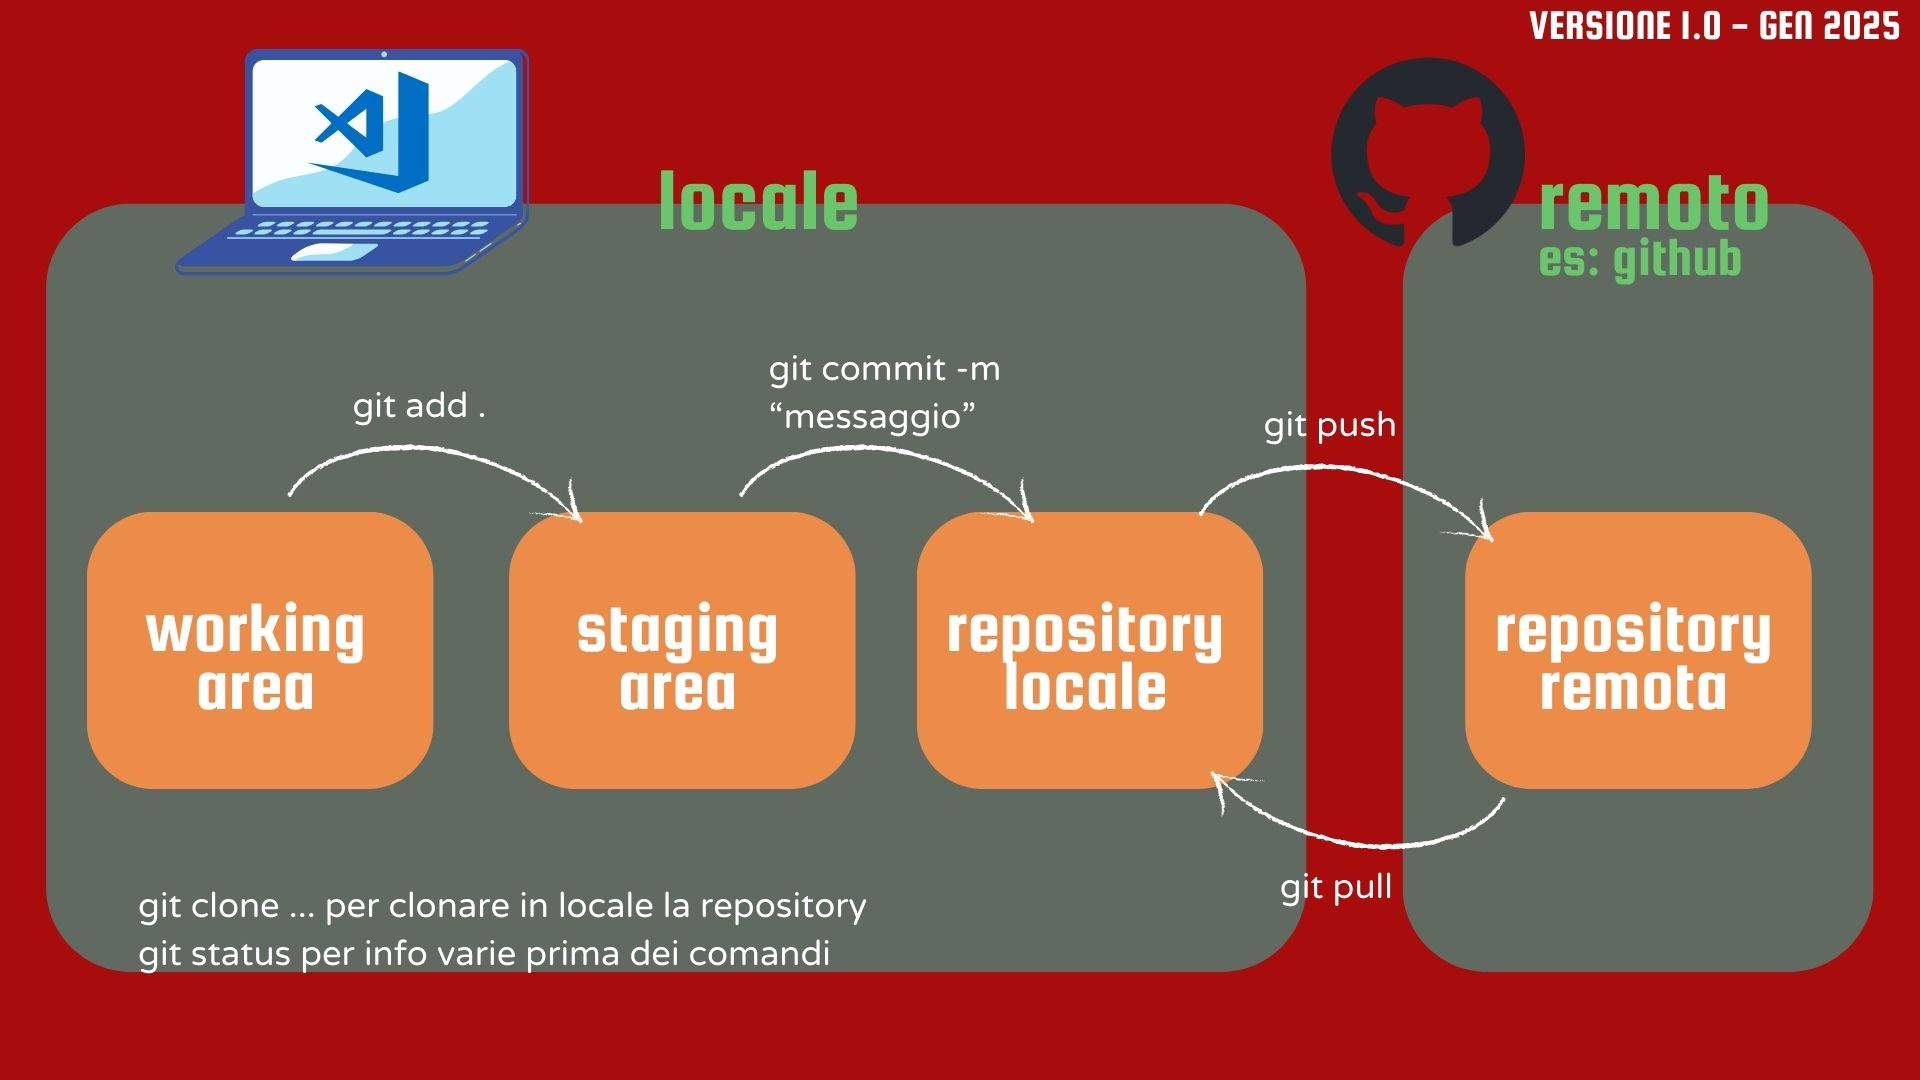 VERSIONE 1.0 - GEN 2025
locale
remoto
es: github
git commit -m
“messaggio”
git add .
git push
working
area
staging
area
repository
locale
repository
remota
git pull
git clone ... per clonare in locale la repository
git status per info varie prima dei comandi